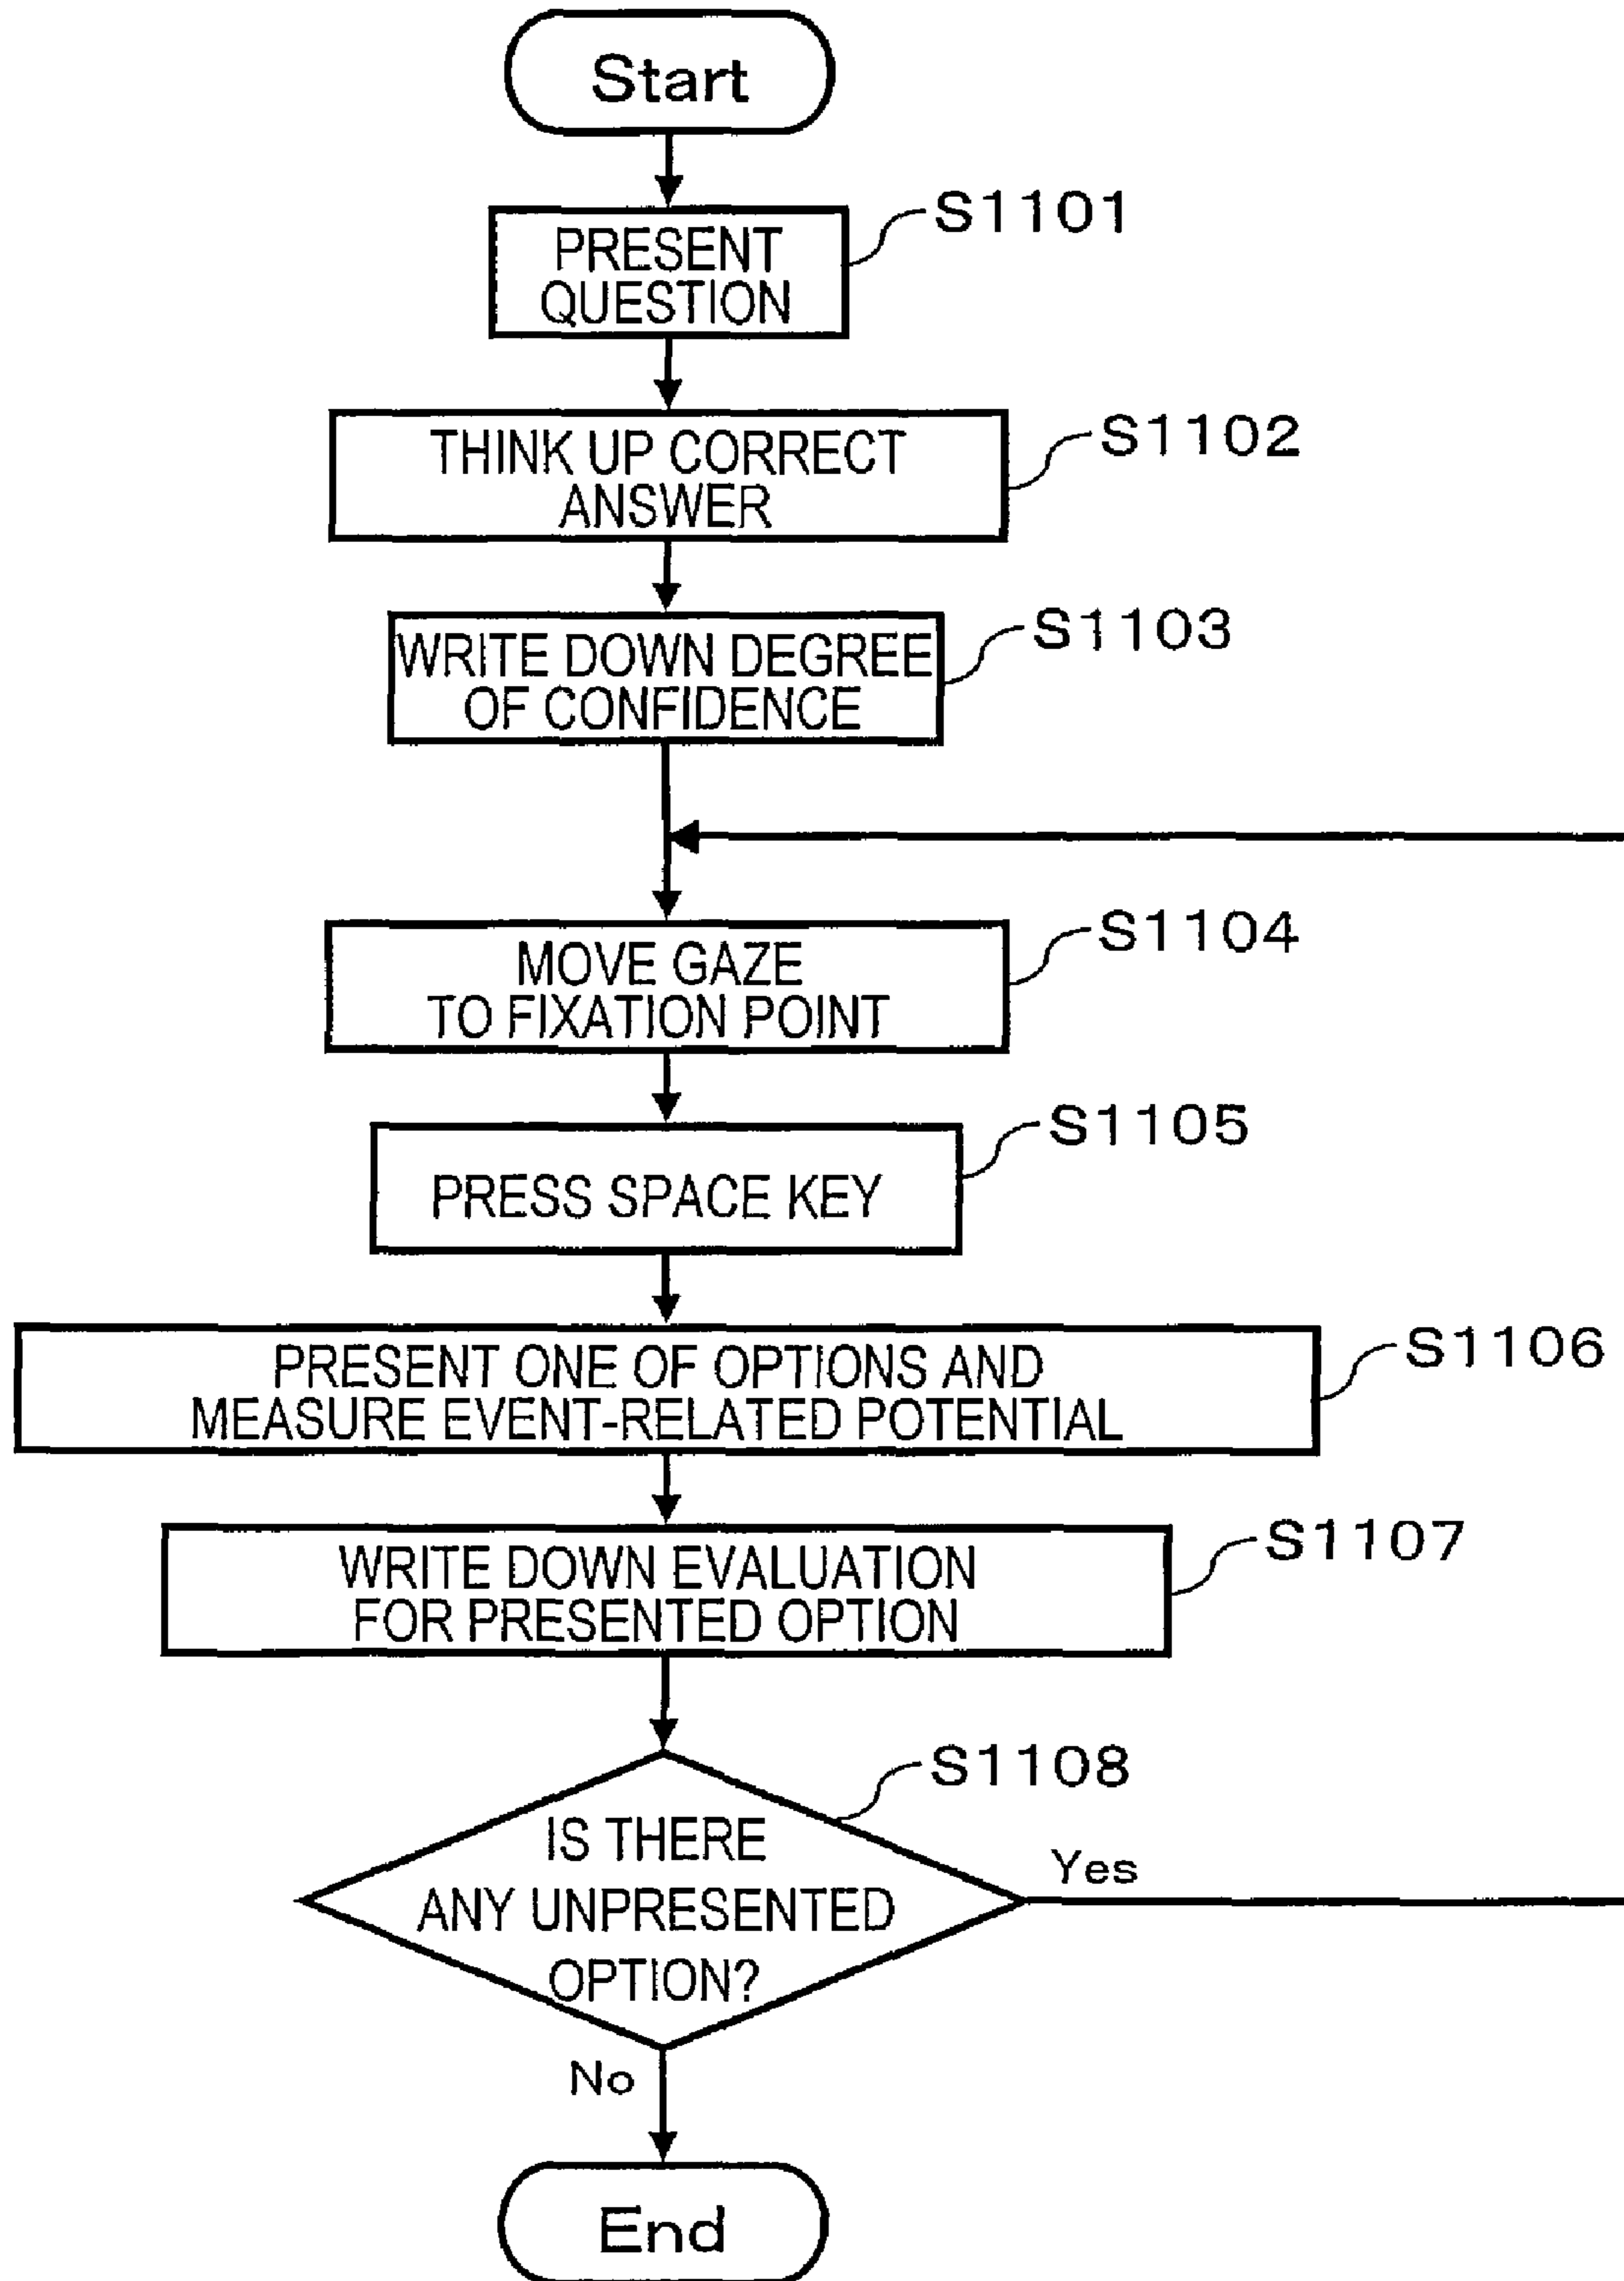 Start
S1101
PRESENT
QUESTION
S1102
THINK UP CORRECT
ANSWER
S1103
WRITE DOWN DEGREE
OF CONFIDENCE
S1104
MOVE GAZE
TO FIXATION POINT
S1105
PRESS SPACE KEY
S1106
PRESENT ONE OF OPTIONS AND
MEASURE EVENT-RELATED POTENTIAL
S1107
WRITE DOWN EVALUATION
FOR PRESENTED OPTION
S1108
IS THERE
ANY UNPRESENTED
OPTION?
Yes
No
End